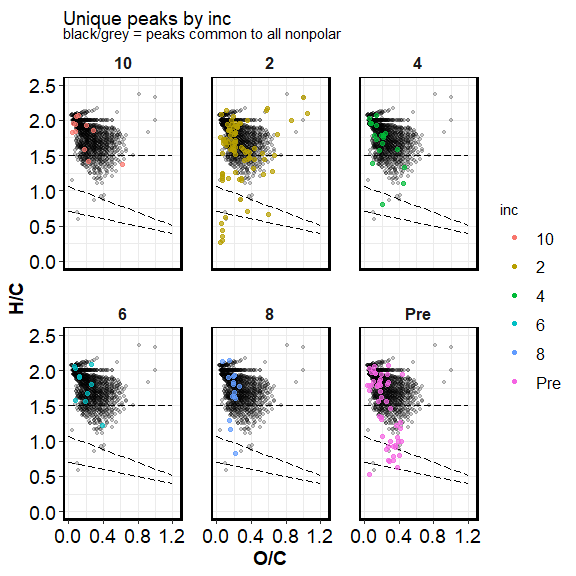 Unique peaks by inc
black/grey = peaks common to all nonpolar
10 2 4
2.5
2.0
1.5
1.0
0.5
0.0
6 8 Pre
2.5
2.0
1.5
1.0
0.5
0.0
0.0 0.4 0.8 1.2 0.0 0.4 0.8 1.2 0.0 0.4 0.8 1.2
H/C
O/C
inc
10
2
4
6
8
Pre